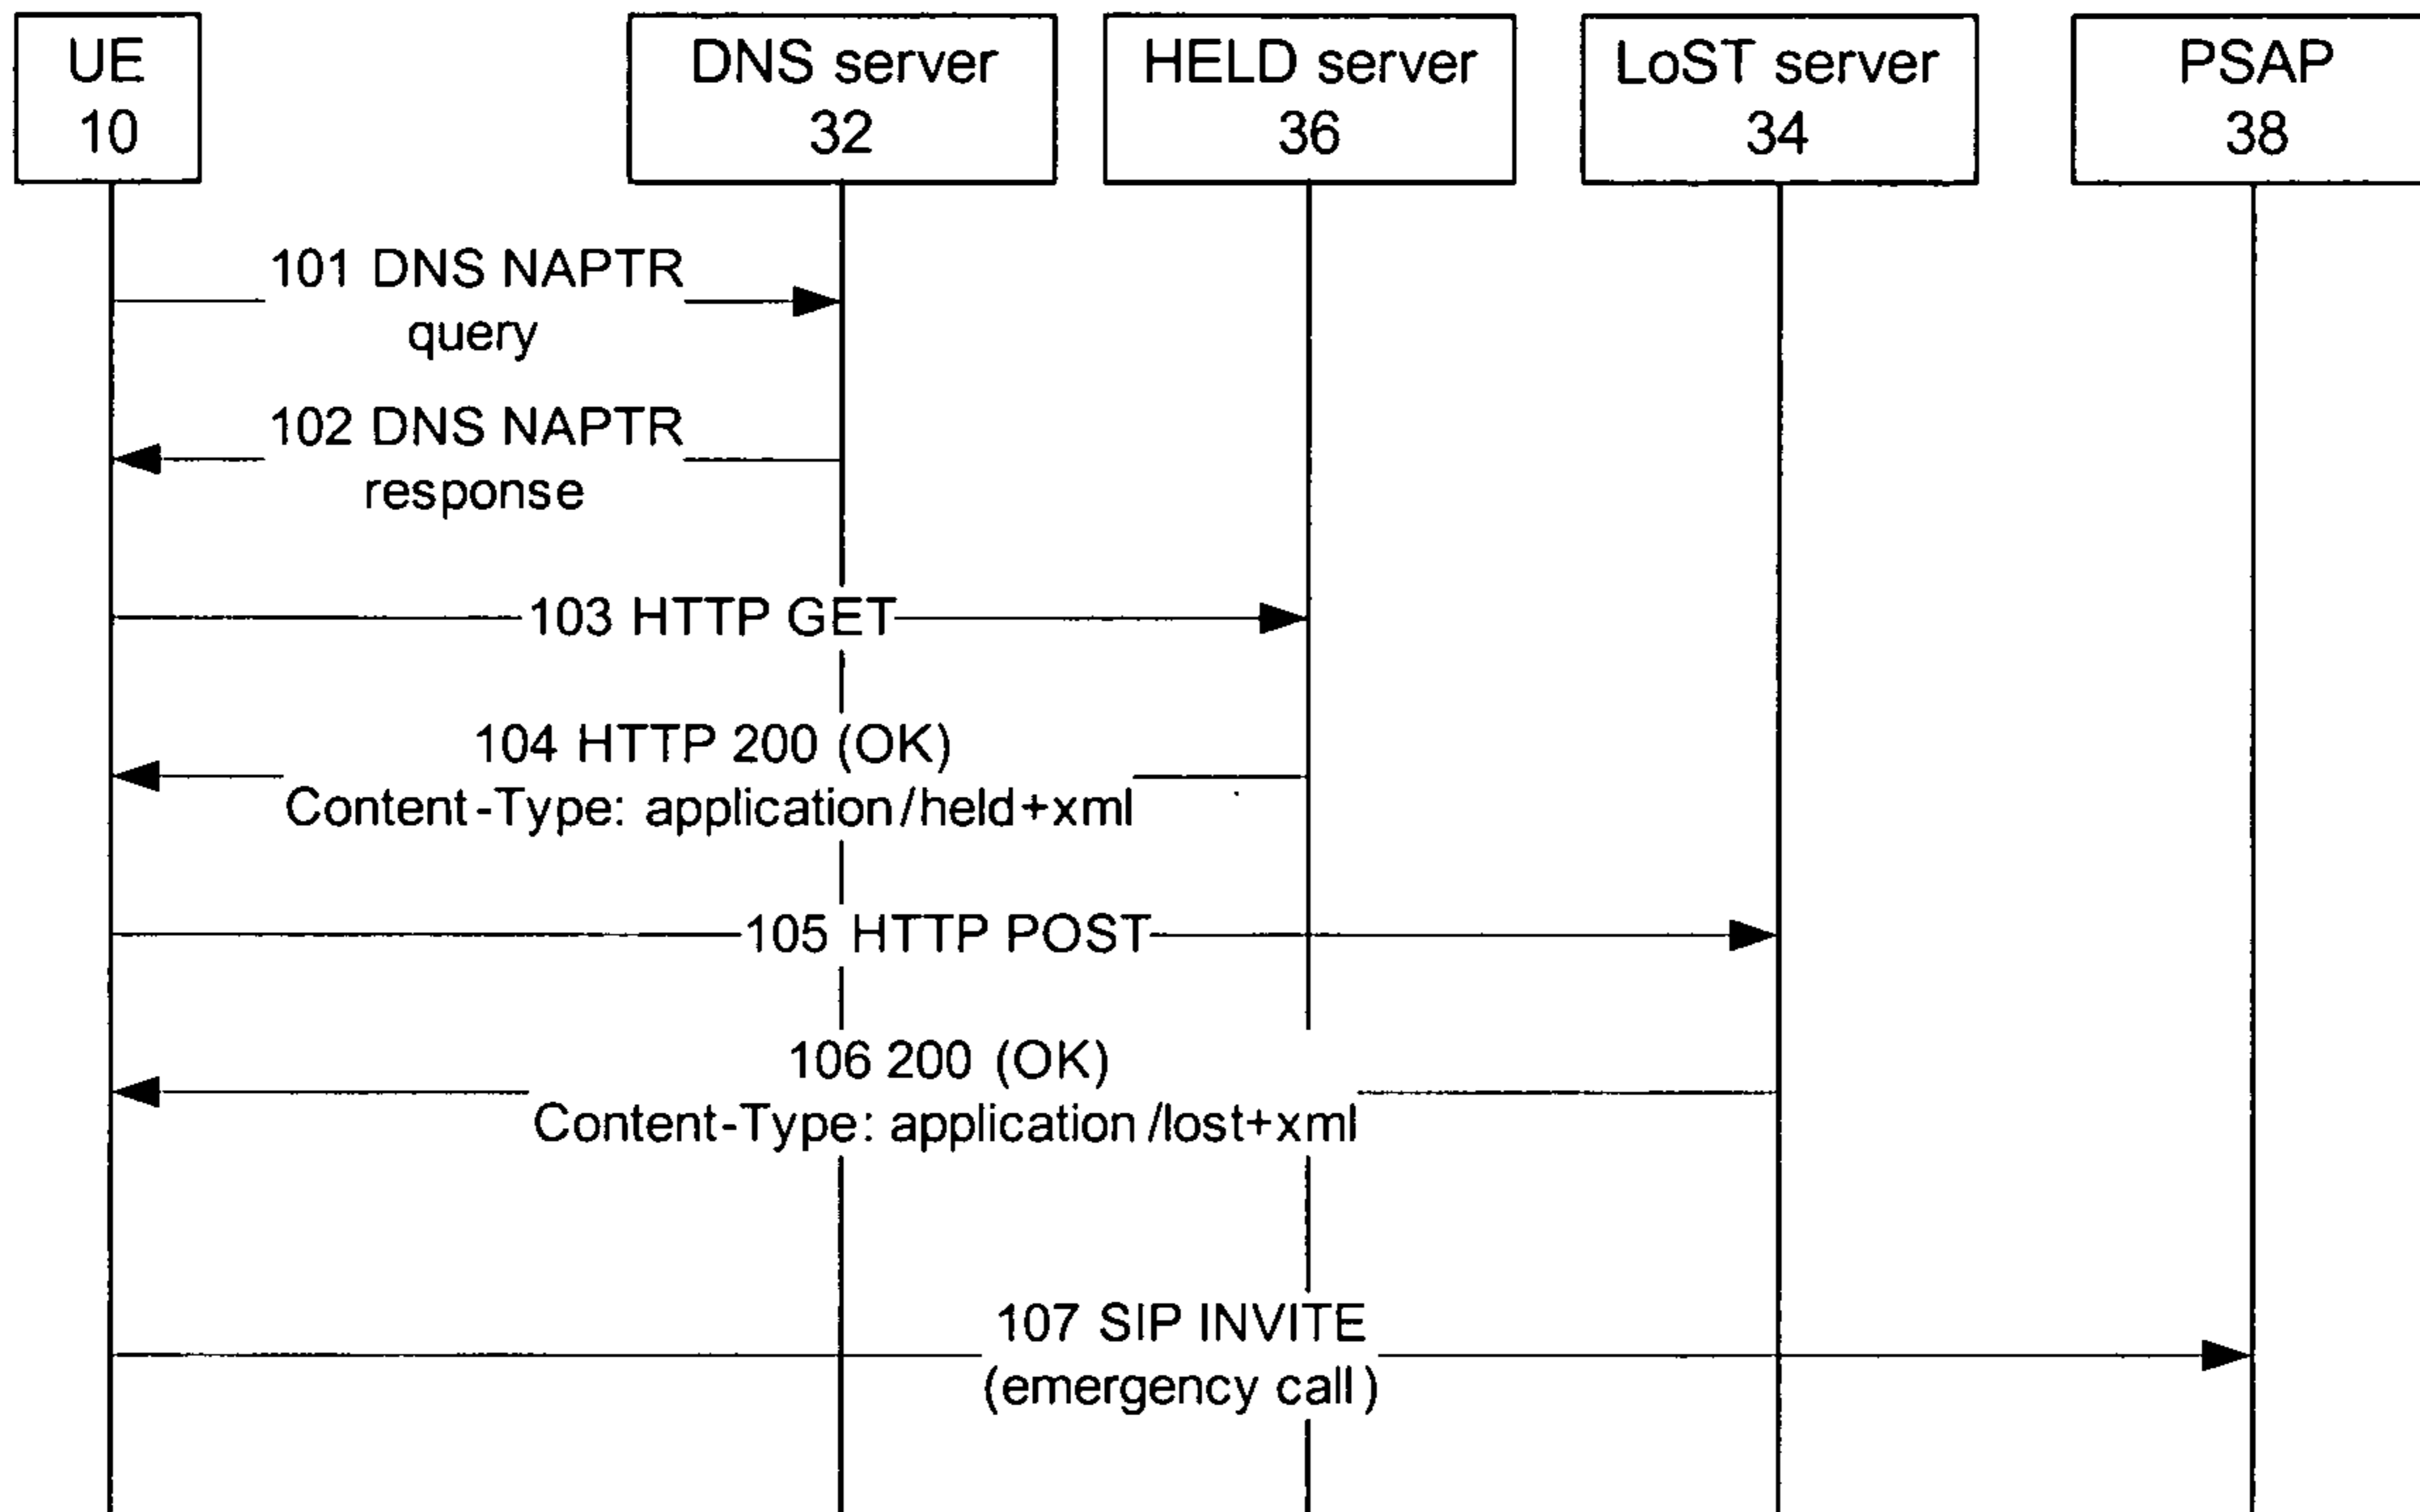 UE
10
DNS server
32
HELD server
36
LoST server
34
PSAP
38
101 DNS NAPTR
query
102 DNS NAPTR
response
103 HTTP GET
104 HTTP 200 (OK)
Content-Type: application/held+xml
105 HTTP POST
106 200 (OK)
Content-Type: application/lost+xml
107 SIP INVITE
(emergency call)